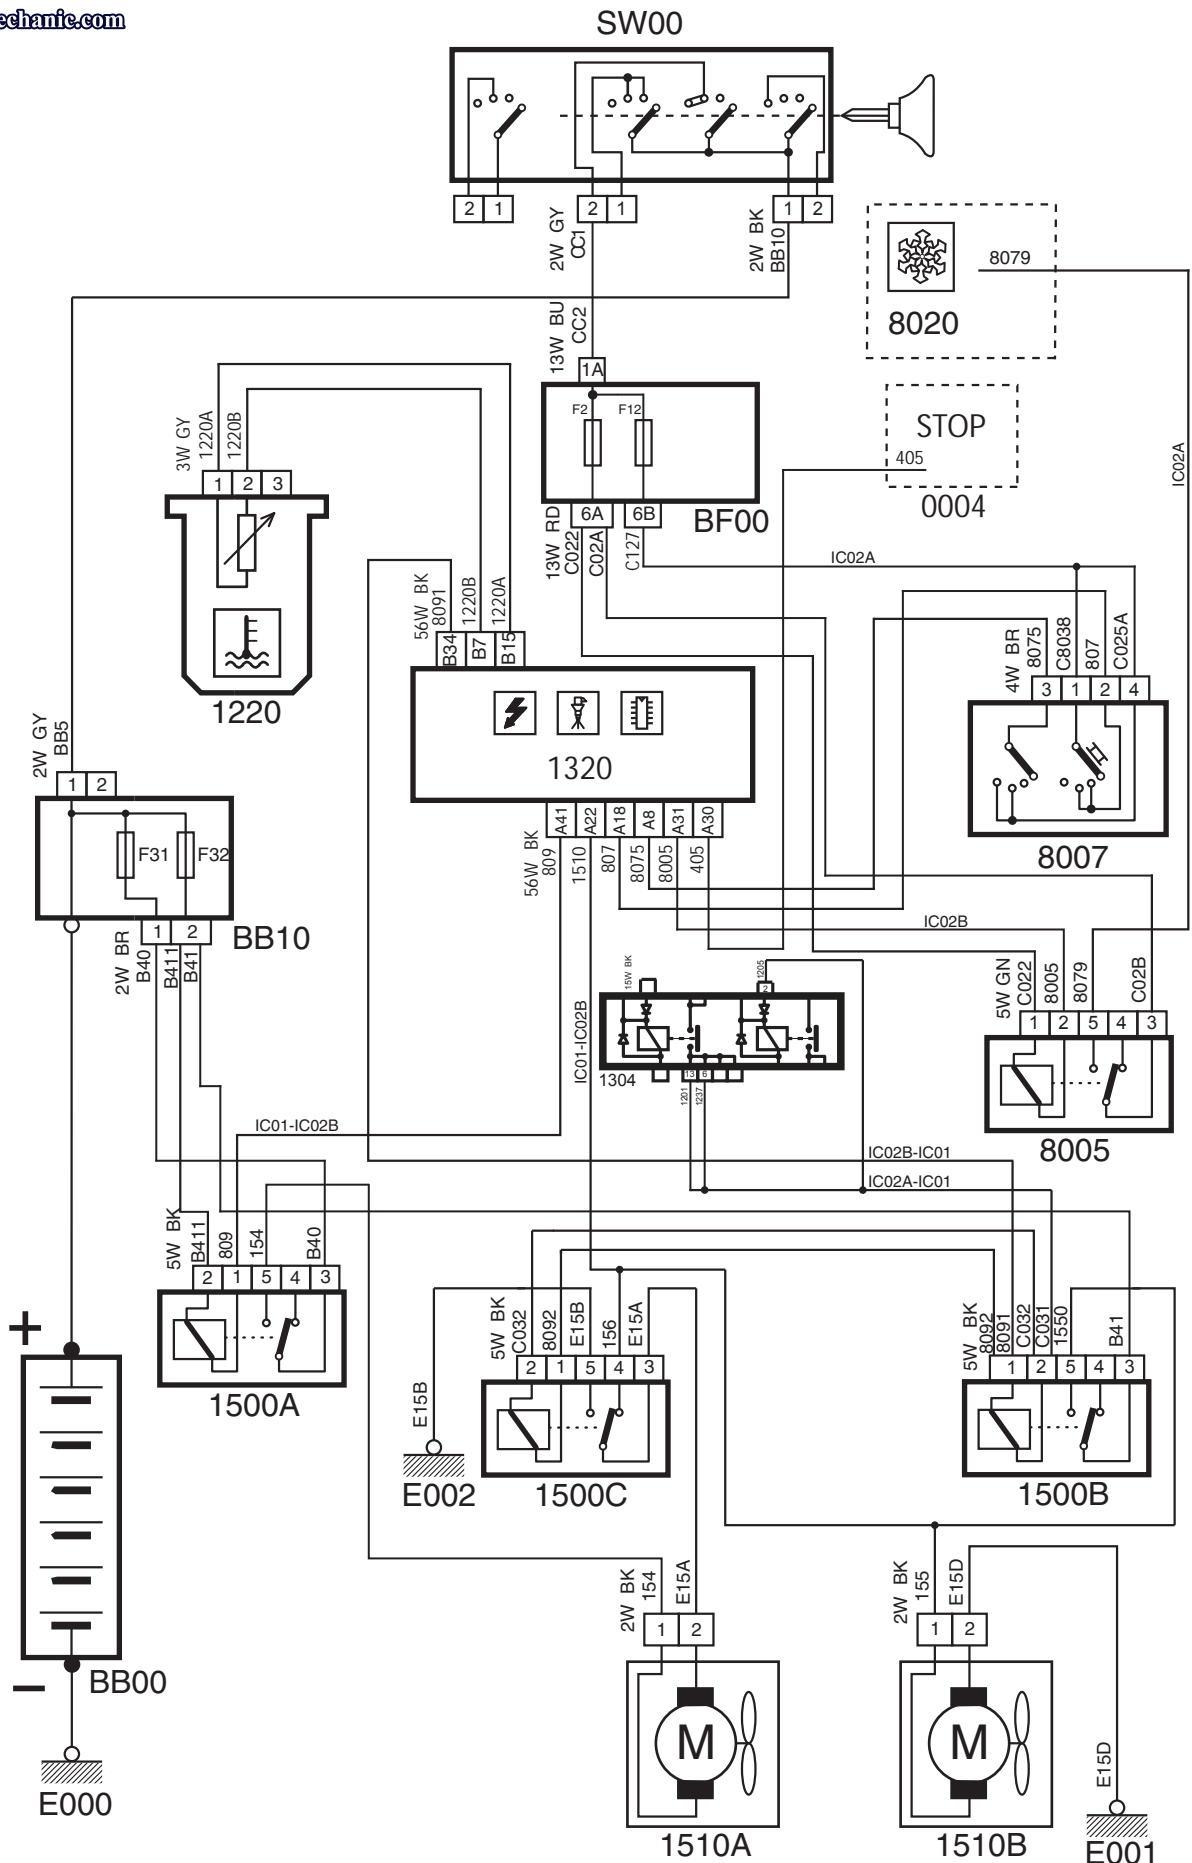 echanic.com
SW00
2 1
2 1
1 2
2W GY
CC1
2W BK
BB10
8079
8020
13W BU
CC2
1A
F2
F12
6A
6B
BF00
STOP
405
0004
IC02A
3W GY
1220A
1220B
1 2 3
1220
13W RD
C022
C02A
C127
IC02A
56W BK
8091
1220B
1220A
B34
B7
B15
1320
4W BR
8075
C8038
807
C025A
3 1 2 4
8007
2W GY
BB5
1 2
F31
F32
1 2
BB10
2W BR
B40
B411
B41
A41
A22
A18
A8
A31
A30
56W BK
809
1510
807
8075
8005
405
IC02B
15W BK
1205
2
1304
13 6
1201
1237
IC01-IC02B
5W GN
C022
8005
8079
C02B
1 2 5 4 3
8005
IC01-IC02B
IC02B-IC01
IC02A-IC01
5W BK
B411
809
154
B40
2 1 5 4 3
1500A
5W BK
C032
8092
E15B
156
E15A
2 1 5 4 3
1500C
E15B
E002
5W BK
8092
8091
C032
C031
1550
B41
1 2 5 4 3
1500B
+
−
BB00
E000
2W BK
154
E15A
1 2
M
1510A
2W BK
155
E15D
1 2
M
1510B
E15D
E001